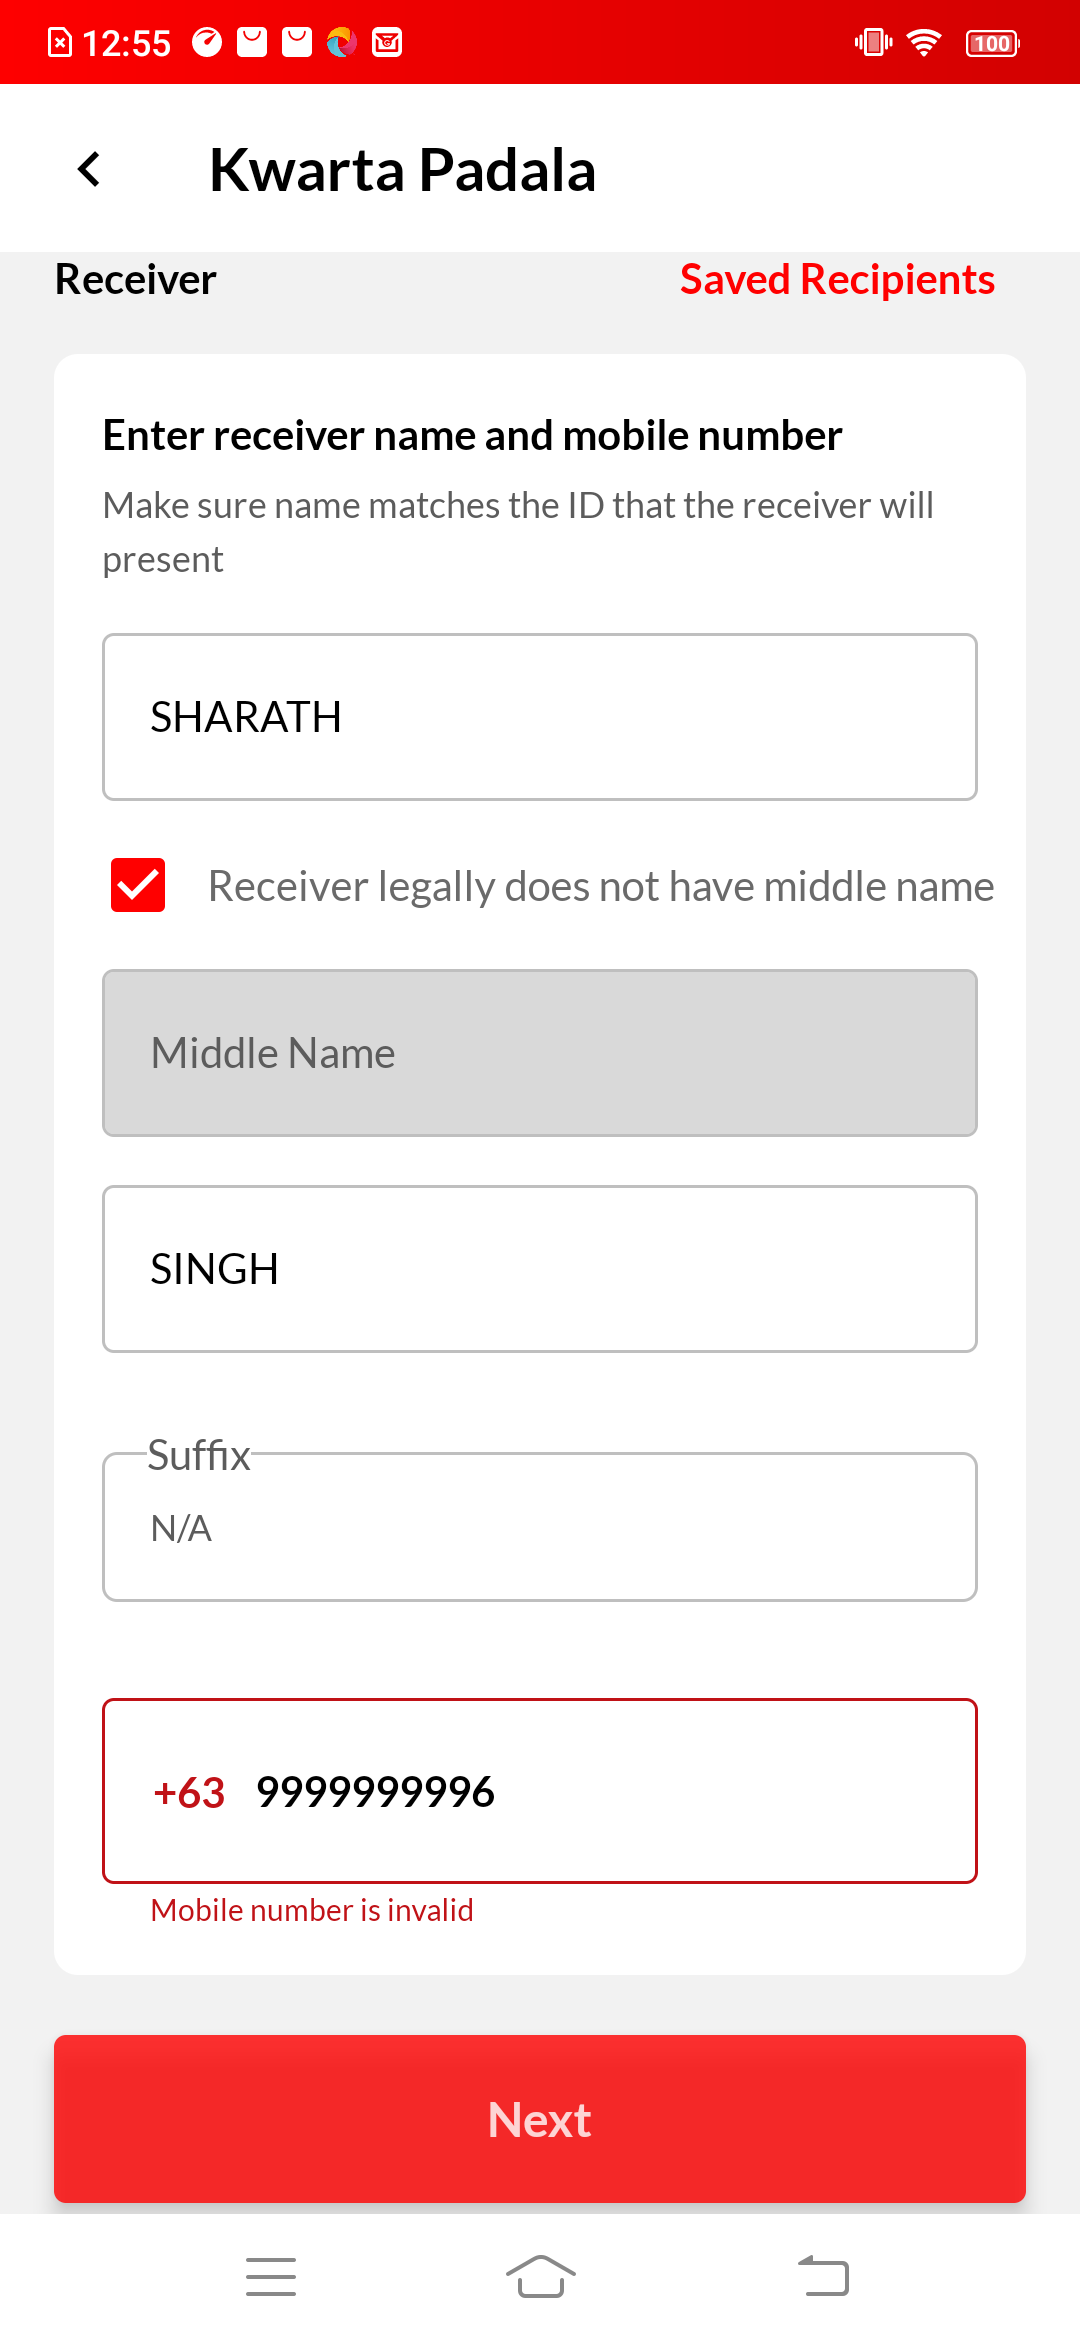 12:55
100
Kwarta Padala
Receiver
Saved Recipients
Enter receiver name and mobile number
Make sure name matches the ID that the receiver will
present
SHARATH
Receiver legally does not have middle name
Middle Name
SINGH
Suffix
N/A
+63 9999999996
Mobile number is invalid
Next